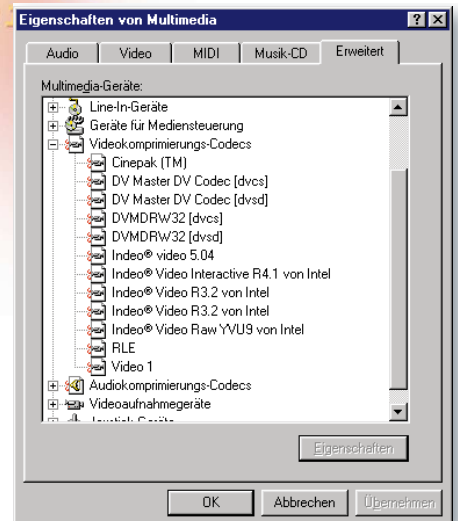 Eigenschaften von Multimedia
Audio Video MIDI Musik-CD Erweitert
Multimedia-Geräte:
Line-In-Geräte
Geräte für Mediensteuerung
Videokomprimierungs-Codecs
Cinepak (TM)
DV Master DV Codec [dvcs]
DV Master DV Codec [dvsd]
DVMDRW32 [dvcs]
DVMDRW32 [dvsd]
Indeo® video 5.04
Indeo® Video Interactive R4.1 von Intel
Indeo® Video R3.2 von Intel
Indeo® Video R3.2 von Intel
Indeo® Video Raw YVU9 von Intel
RLE
Video 1
Audiokomprimierungs-Codecs
Videoaufnahmegeräte
Joystick-Geräte
Eigenschaften
OK Abbrechen Übernehmen